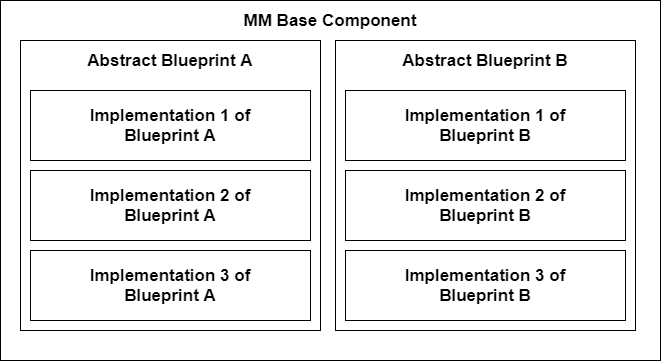 MM Base Component
Abstract Blueprint A
Implementation 1 of
Blueprint A
Implementation 2 of
Blueprint A
Implementation 3 of
Blueprint A
Abstract Blueprint B
Implementation 1 of
Blueprint B
Implementation 2 of
Blueprint B
Implementation 3 of
Blueprint B